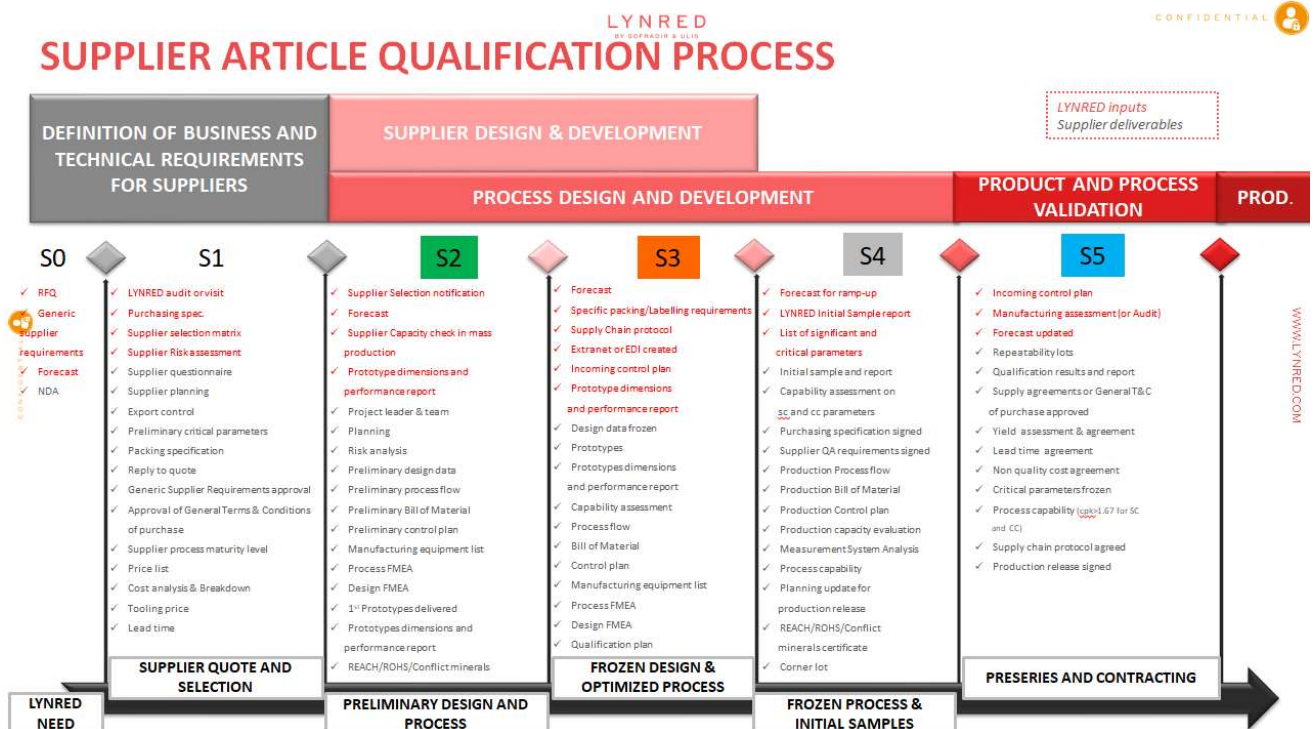 LYNRED
BY SOFRADIR & ULIS
CONFIDENTIAL
SUPPLIER ARTICLE QUALIFICATION PROCESS
LYNRED inputs
Supplier deliverables
DEFINITION OF BUSINESS AND
TECHNICAL REQUIREMENTS
FOR SUPPLIERS
SUPPLIER DESIGN & DEVELOPMENT
PROCESS DESIGN AND DEVELOPMENT
PRODUCT AND PROCESS
VALIDATION
PROD.
S0
✓ RFQ
✓ Generic
supplier
requirements
✓ Forecast
✓ NDA
S1
✓ LYNRED audit or visit
✓ Purchasing spec.
✓ Supplier selection matrix
✓ Supplier Risk assessment
✓ Supplier questionnaire
✓ Supplier planning
✓ Export control
✓ Preliminary critical parameters
✓ Packing specification
✓ Reply to quote
✓ Generic Supplier Requirements approval
✓ Approval of General Terms & Conditions
of purchase
✓ Supplier process maturity level
✓ Price list
✓ Cost analysis & Breakdown
✓ Tooling price
✓ Lead time
S2
✓ Supplier Selection notification
✓ Forecast
✓ Supplier Capacity check in mass
production
✓ Prototype dimensions and
performance report
✓ Project leader & team
✓ Planning
✓ Risk analysis
✓ Preliminary design data
✓ Preliminary process flow
✓ Preliminary Bill of Material
✓ Preliminary control plan
✓ Manufacturing equipment list
✓ Process FMEA
✓ Design FMEA
✓ 1st Prototypes delivered
✓ Prototypes dimensions and
performance report
✓ REACH/ROHS/Conflict minerals
S3
✓ Forecast
✓ Specific packing/Labelling requirements
✓ Supply Chain protocol
✓ Extranet or EDI created
✓ Incoming control plan
✓ Prototype dimensions
and performance report
✓ Design data frozen
✓ Prototypes
✓ Prototypes dimensions
and performance report
✓ Capability assessment
✓ Process flow
✓ Bill of Material
✓ Control plan
✓ Manufacturing equipment list
✓ Process FMEA
✓ Design FMEA
✓ Qualification plan
S4
✓ Forecast for ramp-up
✓ LYNRED Initial Sample report
✓ List of significant and
critical parameters
✓ Initial sample and report
✓ Capability assessment on
sc and cc parameters
✓ Purchasing specification signed
✓ Supplier QA requirements signed
✓ Production Process flow
✓ Production Bill of Material
✓ Production Control plan
✓ Production capacity evaluation
✓ Measurement System Analysis
✓ Process capability
✓ Planning update for
production release
✓ REACH/ROHS/Conflict
minerals certificate
✓ Corner lot
S5
✓ Incoming control plan
✓ Manufacturing assessment (or Audit)
✓ Forecast updated
✓ Repeatability lots
✓ Qualification results and report
✓ Supply agreements or General T&C
of purchase approved
✓ Yield assessment & agreement
✓ Lead time agreement
✓ Non quality cost agreement
✓ Critical parameters frozen
✓ Process capability (cpk>1.67 for SC
and CC)
✓ Supply chain protocol agreed
✓ Production release signed
CONFIDENTIAL
WWW.LYNRED.COM
LYNRED
NEED
SUPPLIER QUOTE AND
SELECTION
PRELIMINARY DESIGN AND
PROCESS
FROZEN DESIGN &
OPTIMIZED PROCESS
FROZEN PROCESS &
INITIAL SAMPLES
PRESERIES AND CONTRACTING